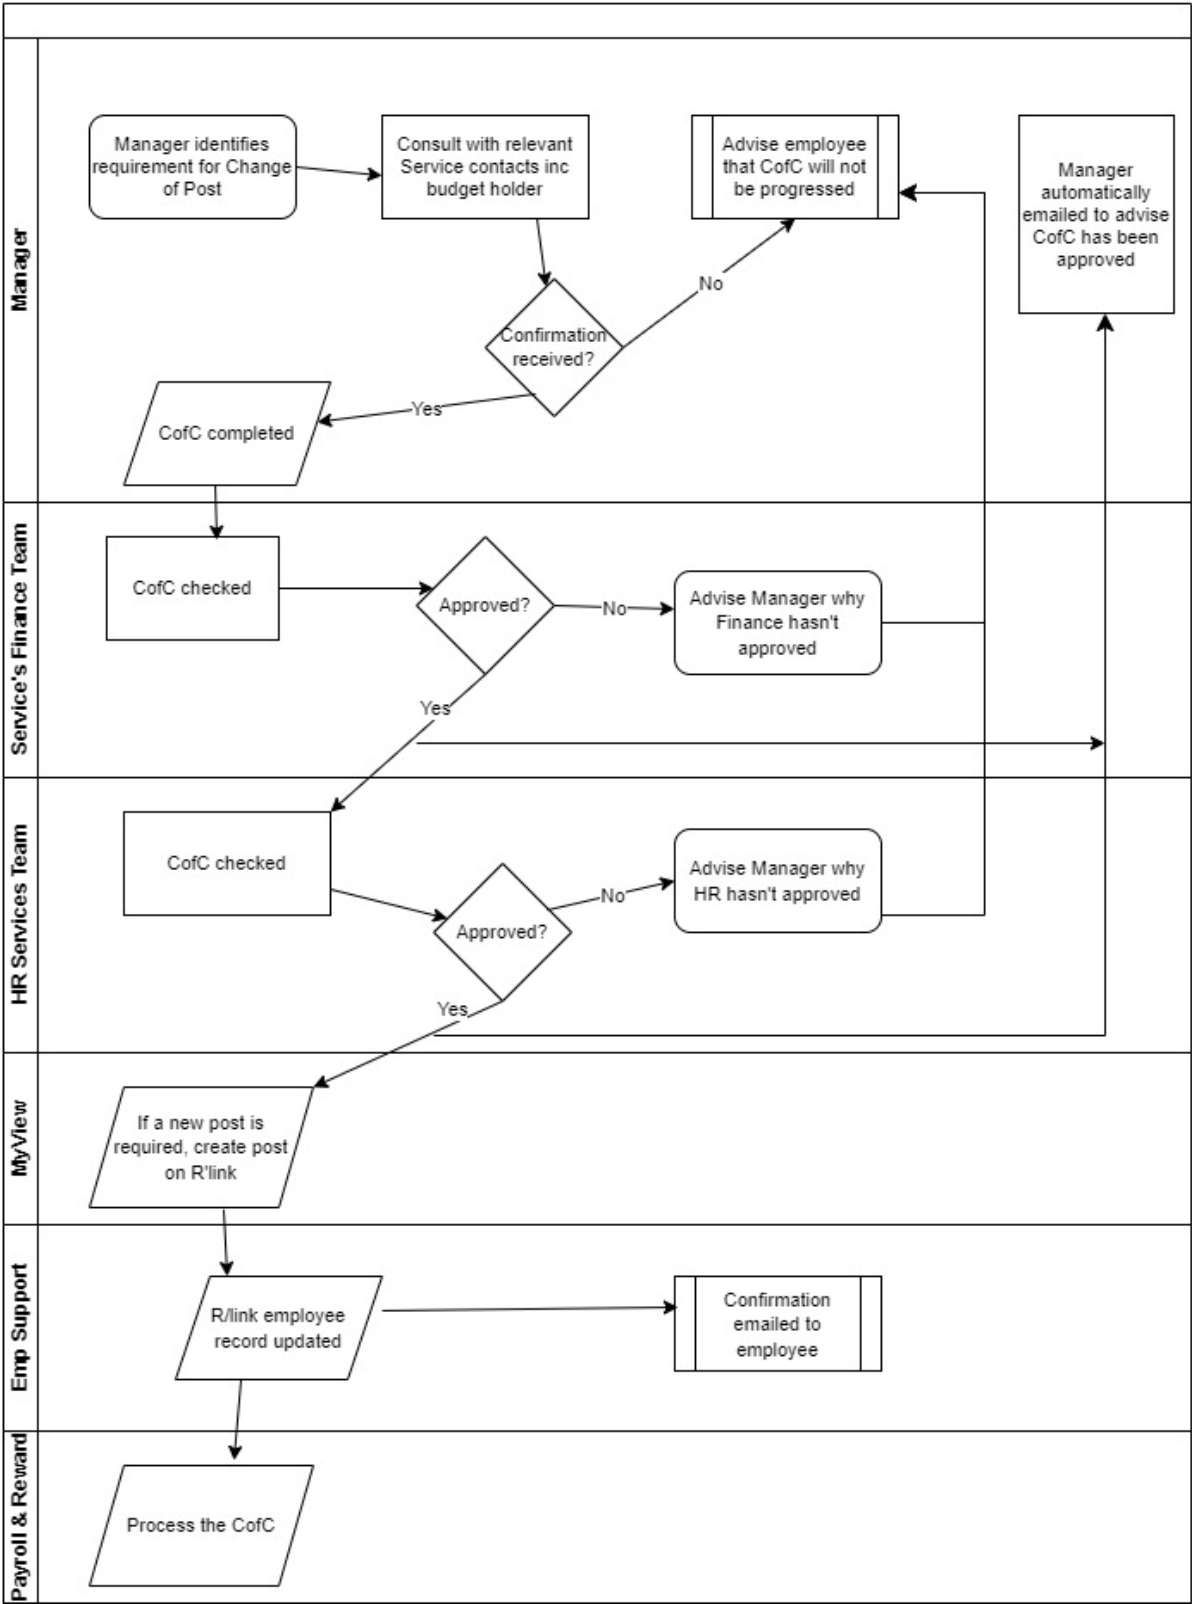 Manager
Manager identifies
requirement for Change
of Post
Consult with relevant
Service contacts inc
budget holder
Advise employee
that CofC will not
be progressed
Manager
automatically
emailed to advise
CofC has been
approved
No
Confirmation
received?
Yes
CofC completed
Service's Finance Team
CofC checked
Approved?
No
Advise Manager why
Finance hasn't
approved
Yes
HR Services Team
CofC checked
Approved?
No
Advise Manager why
HR hasn't approved
Yes
MyView
If a new post is
required, create post
on R'link
Emp Support
R/link employee
record updated
Confirmation
emailed to
employee
Payroll & Reward
Process the CofC